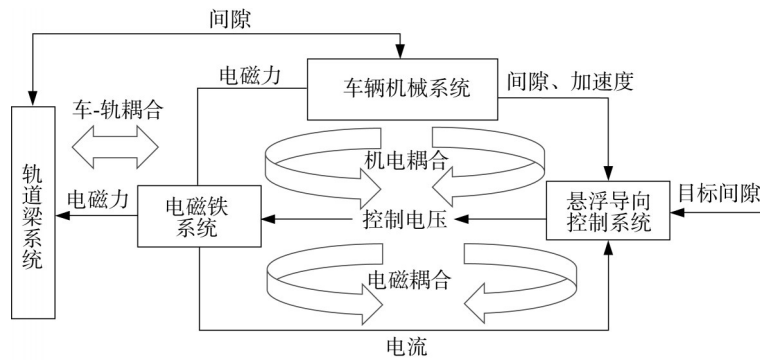 间隙
电磁力
车辆机械系统
间隙、加速度
车-轨耦合
机电耦合
轨道梁系统
电磁力
电磁铁
系统
控制电压
悬浮导向
控制系统
目标间隙
电磁耦合
电流